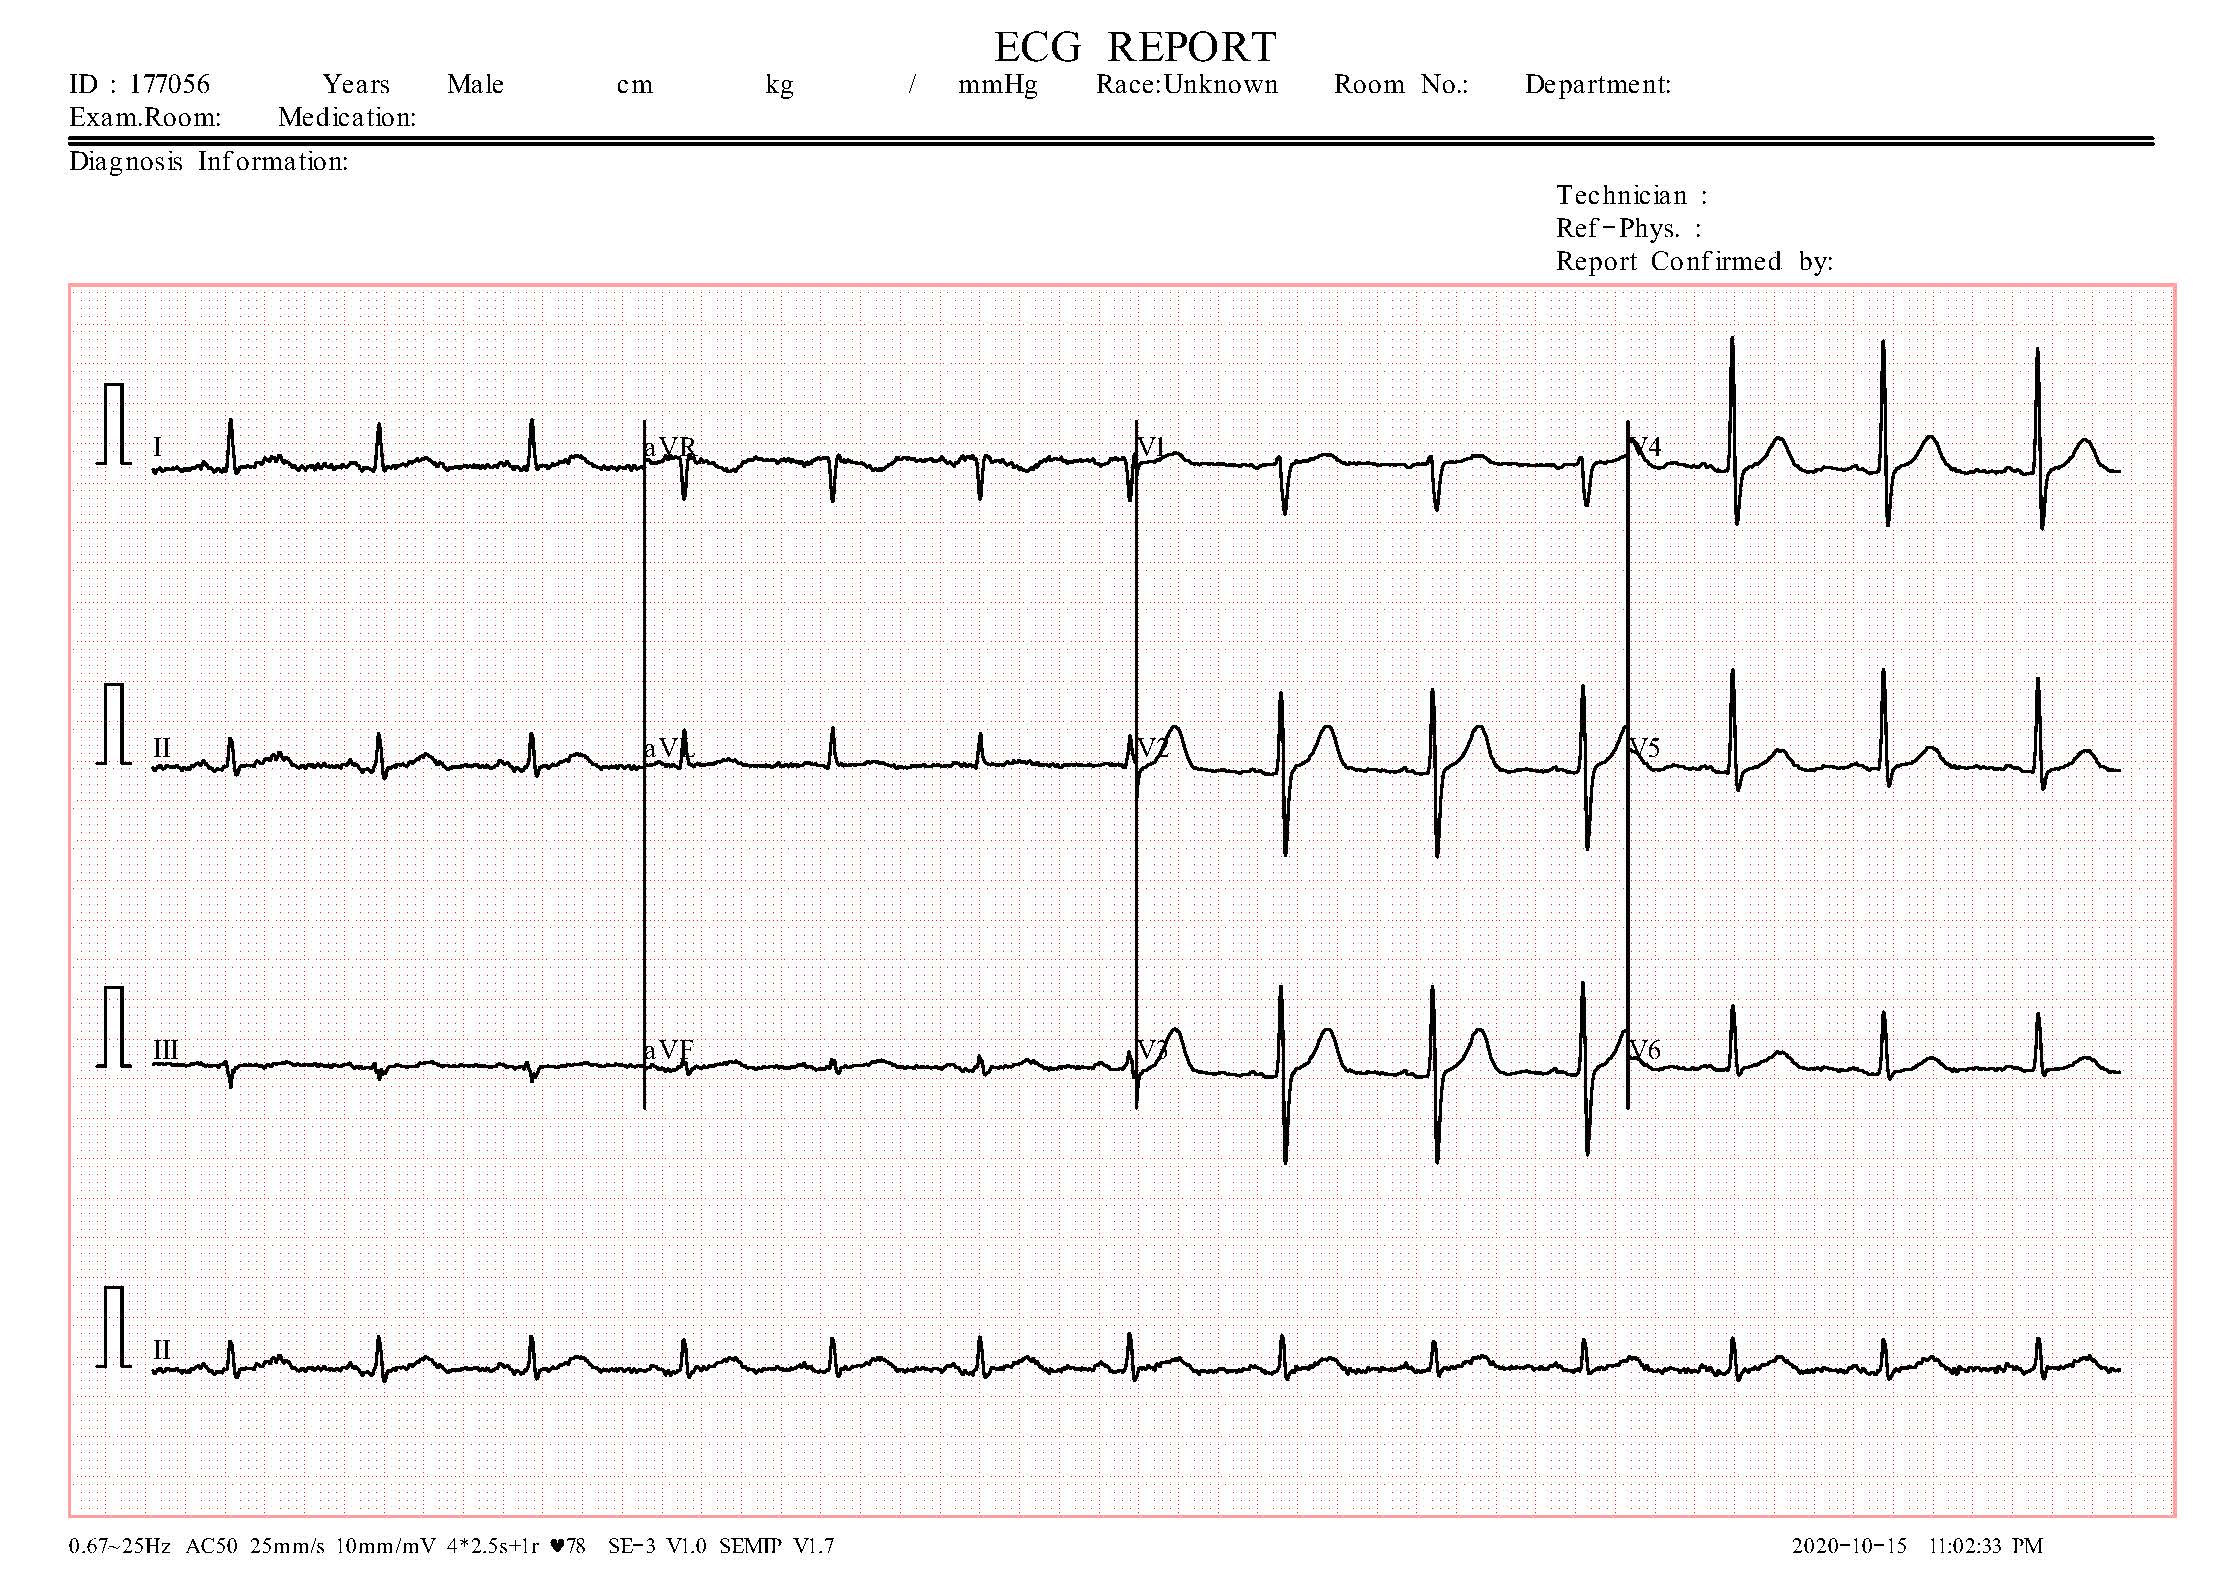 ECG REPORT
ID : 177056 Years Male cm kg / mmHg Race:Unknown Room No.: Department:
Exam.Room: Medication:
Diagnosis Information:
Technician :
Ref-Phys. :
Report Confirmed by:
I aVR V1 V4
II aVL V2 V5
III aVF V3 V6
II
0.67~25Hz AC50 25mm/s 10mm/mV 4*2.5s+1r ♥78 SE-3 V1.0 SEMIP V1.7
2020-10-15 11:02:33 PM